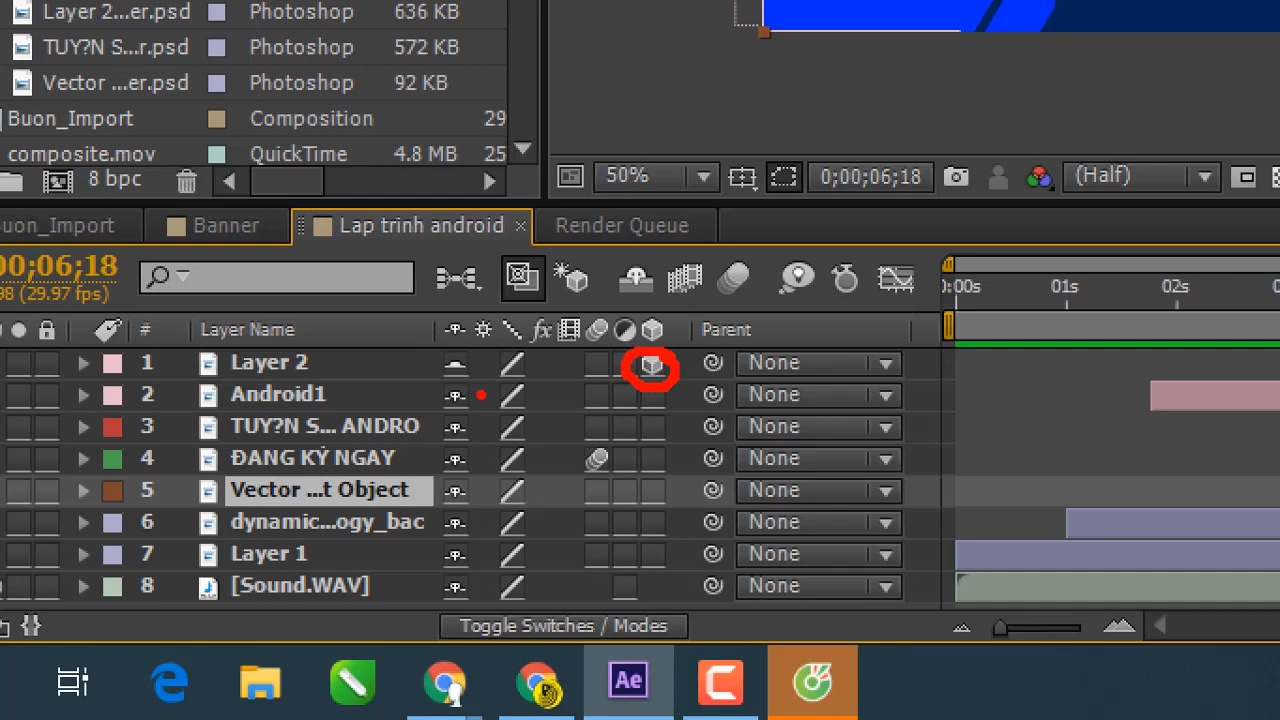 Layer 2...er.psd Photoshop 636 KB
TUY?N S...r.psd Photoshop 572 KB
Vector ...er.psd Photoshop 92 KB
Buon_Import Composition 29
composite.mov QuickTime 4.8 MB 25
8 bpc
50% 0;00;06;18 (Half)
Buon_Import Banner Lap trinh android × Render Queue
00;06;18
98 (29.97 fps)
0:00s 01s 02s
# Layer Name fx Parent
1 Layer 2 None
2 Android1 None
3 TUY?N S... ANDRO None
4 ĐANG KÝ NGAY None
5 Vector ...t Object None
6 dynamic...ogy_bac None
7 Layer 1 None
8 [Sound.WAV] None
Toggle Switches / Modes
Ae